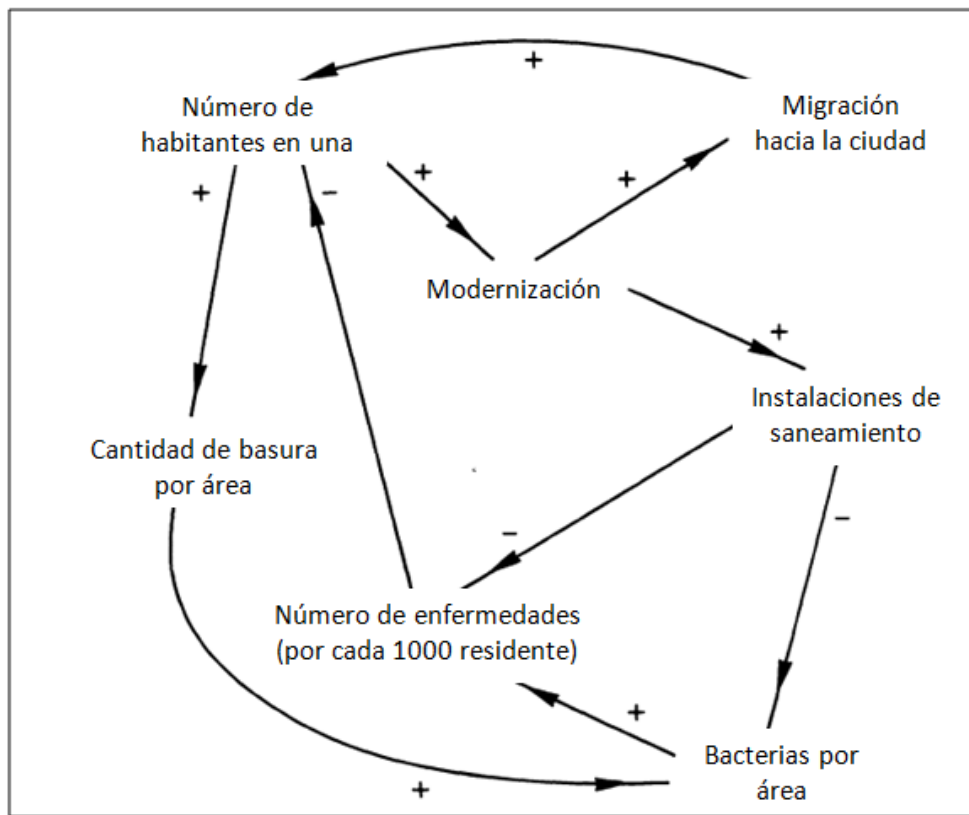 +
Número de
habitantes en una
Migración
hacia la ciudad
+
−
+
+
Modernización
+
Instalaciones de
saneamiento
Cantidad de basura
por área
−
−
Número de enfermedades
(por cada 1000 residente)
+
Bacterias por
área
+